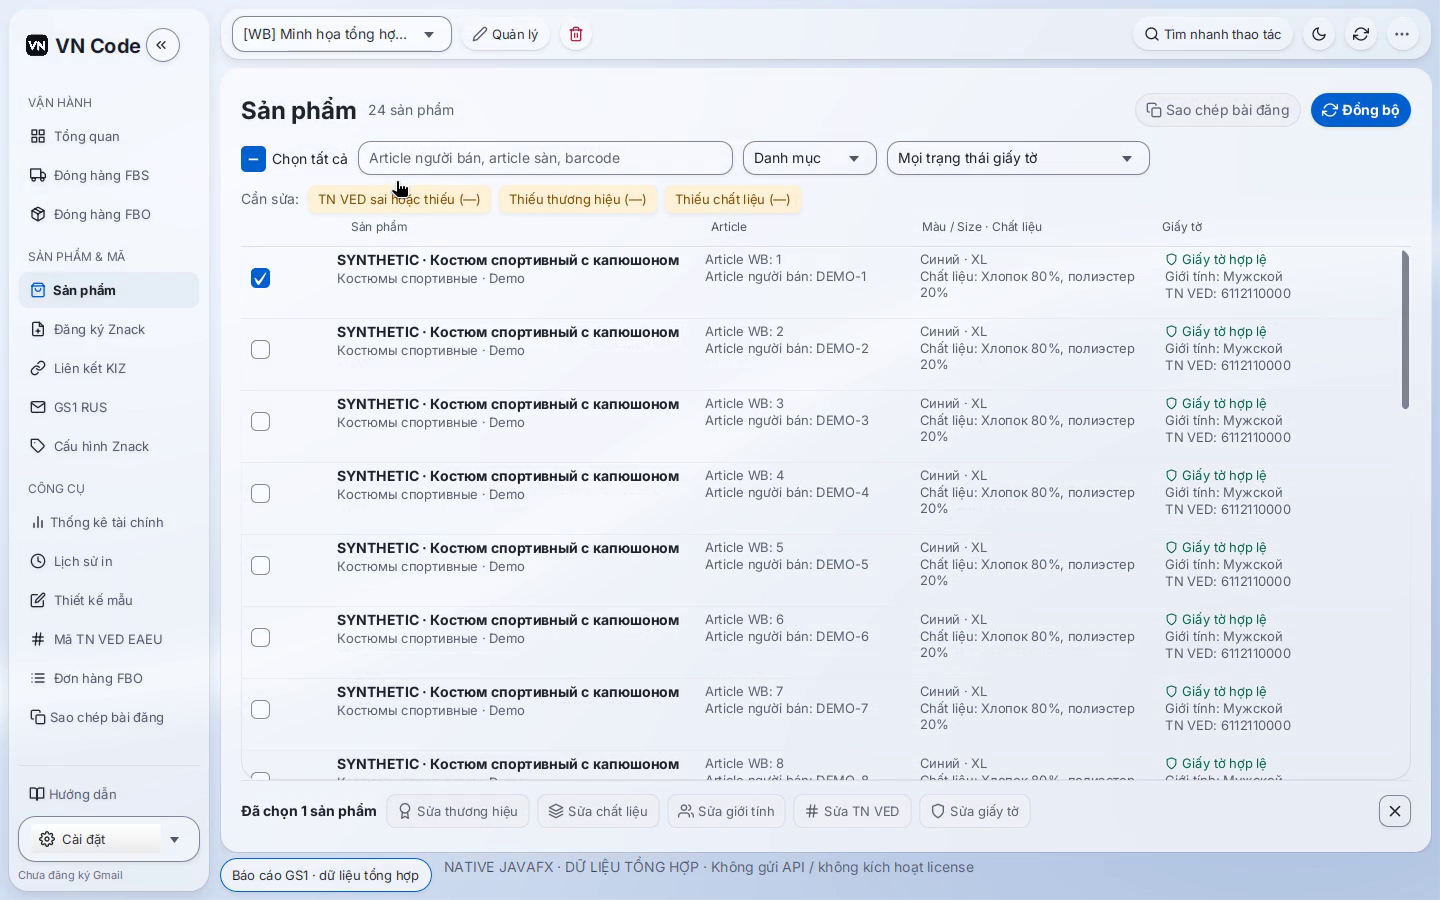 VN Code
VẬN HÀNH
Tổng quan
Đóng hàng FBS
Đóng hàng FBO
SẢN PHẨM & MÃ
Sản phẩm
Đăng ký Znack
Liên kết KIZ
GS1 RUS
Cấu hình Znack
CÔNG CỤ
Thống kê tài chính
Lịch sử in
Thiết kế mẫu
Mã TN VED EAEU
Đơn hàng FBO
Sao chép bài đăng
Hướng dẫn
Cài đặt
Chưa đăng ký Gmail
[WB] Minh họa tổng hợ...
Quản lý
Tìm nhanh thao tác
Sản phẩm 24 sản phẩm
Sao chép bài đăng
Đồng bộ
Chọn tất cả
Article người bán, article sàn, barcode
Danh mục
Mọi trạng thái giấy tờ
Cần sửa: TN VED sai hoặc thiếu (—) Thiếu thương hiệu (—) Thiếu chất liệu (—)
Sản phẩm Article Màu / Size · Chất liệu Giấy tờ
SYNTHETIC · Костюм спортивный с капюшоном
Костюмы спортивные · Demo
Article WB: 1
Article người bán: DEMO-1
Синий · XL
Chất liệu: Хлопок 80%, полиэстер
20%
Giấy tờ hợp lệ
Giới tính: Мужской
TN VED: 6112110000
SYNTHETIC · Костюм спортивный с капюшоном
Костюмы спортивные · Demo
Article WB: 2
Article người bán: DEMO-2
Синий · XL
Chất liệu: Хлопок 80%, полиэстер
20%
Giấy tờ hợp lệ
Giới tính: Мужской
TN VED: 6112110000
SYNTHETIC · Костюм спортивный с капюшоном
Костюмы спортивные · Demo
Article WB: 3
Article người bán: DEMO-3
Синий · XL
Chất liệu: Хлопок 80%, полиэстер
20%
Giấy tờ hợp lệ
Giới tính: Мужской
TN VED: 6112110000
SYNTHETIC · Костюм спортивный с капюшоном
Костюмы спортивные · Demo
Article WB: 4
Article người bán: DEMO-4
Синий · XL
Chất liệu: Хлопок 80%, полиэстер
20%
Giấy tờ hợp lệ
Giới tính: Мужской
TN VED: 6112110000
SYNTHETIC · Костюм спортивный с капюшоном
Костюмы спортивные · Demo
Article WB: 5
Article người bán: DEMO-5
Синий · XL
Chất liệu: Хлопок 80%, полиэстер
20%
Giấy tờ hợp lệ
Giới tính: Мужской
TN VED: 6112110000
SYNTHETIC · Костюм спортивный с капюшоном
Костюмы спортивные · Demo
Article WB: 6
Article người bán: DEMO-6
Синий · XL
Chất liệu: Хлопок 80%, полиэстер
20%
Giấy tờ hợp lệ
Giới tính: Мужской
TN VED: 6112110000
SYNTHETIC · Костюм спортивный с капюшоном
Костюмы спортивные · Demo
Article WB: 7
Article người bán: DEMO-7
Синий · XL
Chất liệu: Хлопок 80%, полиэстер
20%
Giấy tờ hợp lệ
Giới tính: Мужской
TN VED: 6112110000
SYNTHETIC · Костюм спортивный с капюшоном
Article WB: 8
Синий · XL
Giấy tờ hợp lệ
Đã chọn 1 sản phẩm
Sửa thương hiệu
Sửa chất liệu
Sửa giới tính
Sửa TN VED
Sửa giấy tờ
Báo cáo GS1 · dữ liệu tổng hợp
NATIVE JAVAFX · DỮ LIỆU TỔNG HỢP · Không gửi API / không kích hoạt license